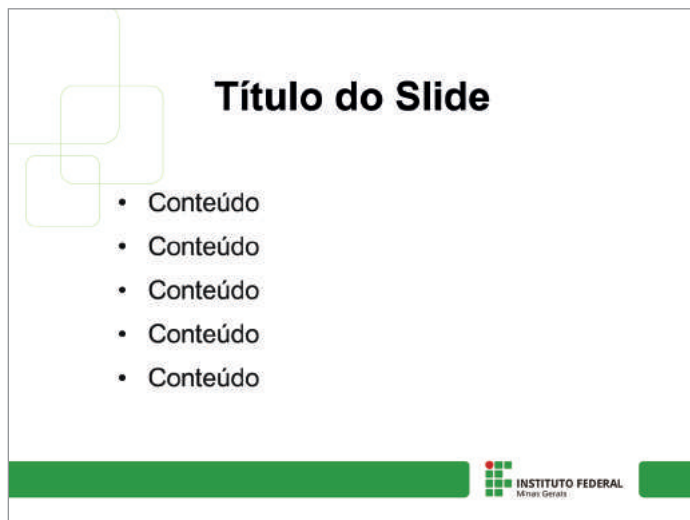 Título do Slide
• Conteúdo
• Conteúdo
• Conteúdo
• Conteúdo
• Conteúdo
INSTITUTO FEDERAL
Minas Gerais